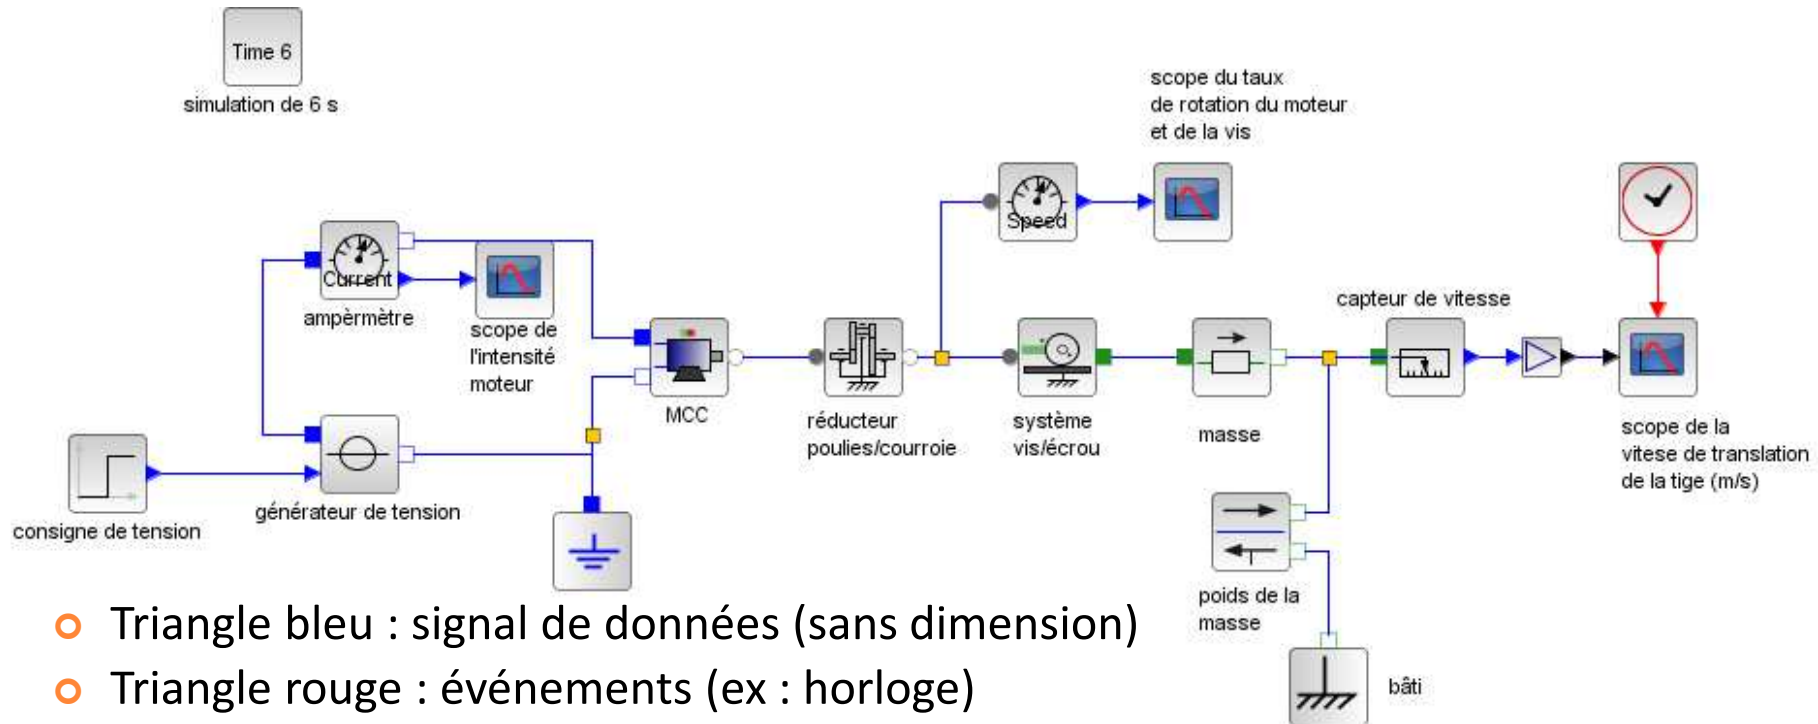 Time 6
simulation de 6 s
scope du taux
de rotation du moteur
et de la vis
Speed
Current
ampèrmètre
scope de
l'intensité
moteur
MCC
réducteur
poulies/courroie
système
vis/écrou
masse
capteur de vitesse
scope de la
vitese de translation
de la tige (m/s)
consigne de tension
générateur de tension
poids de la
masse
bâti
Triangle bleu : signal de données (sans dimension)
Triangle rouge : événements (ex : horloge)